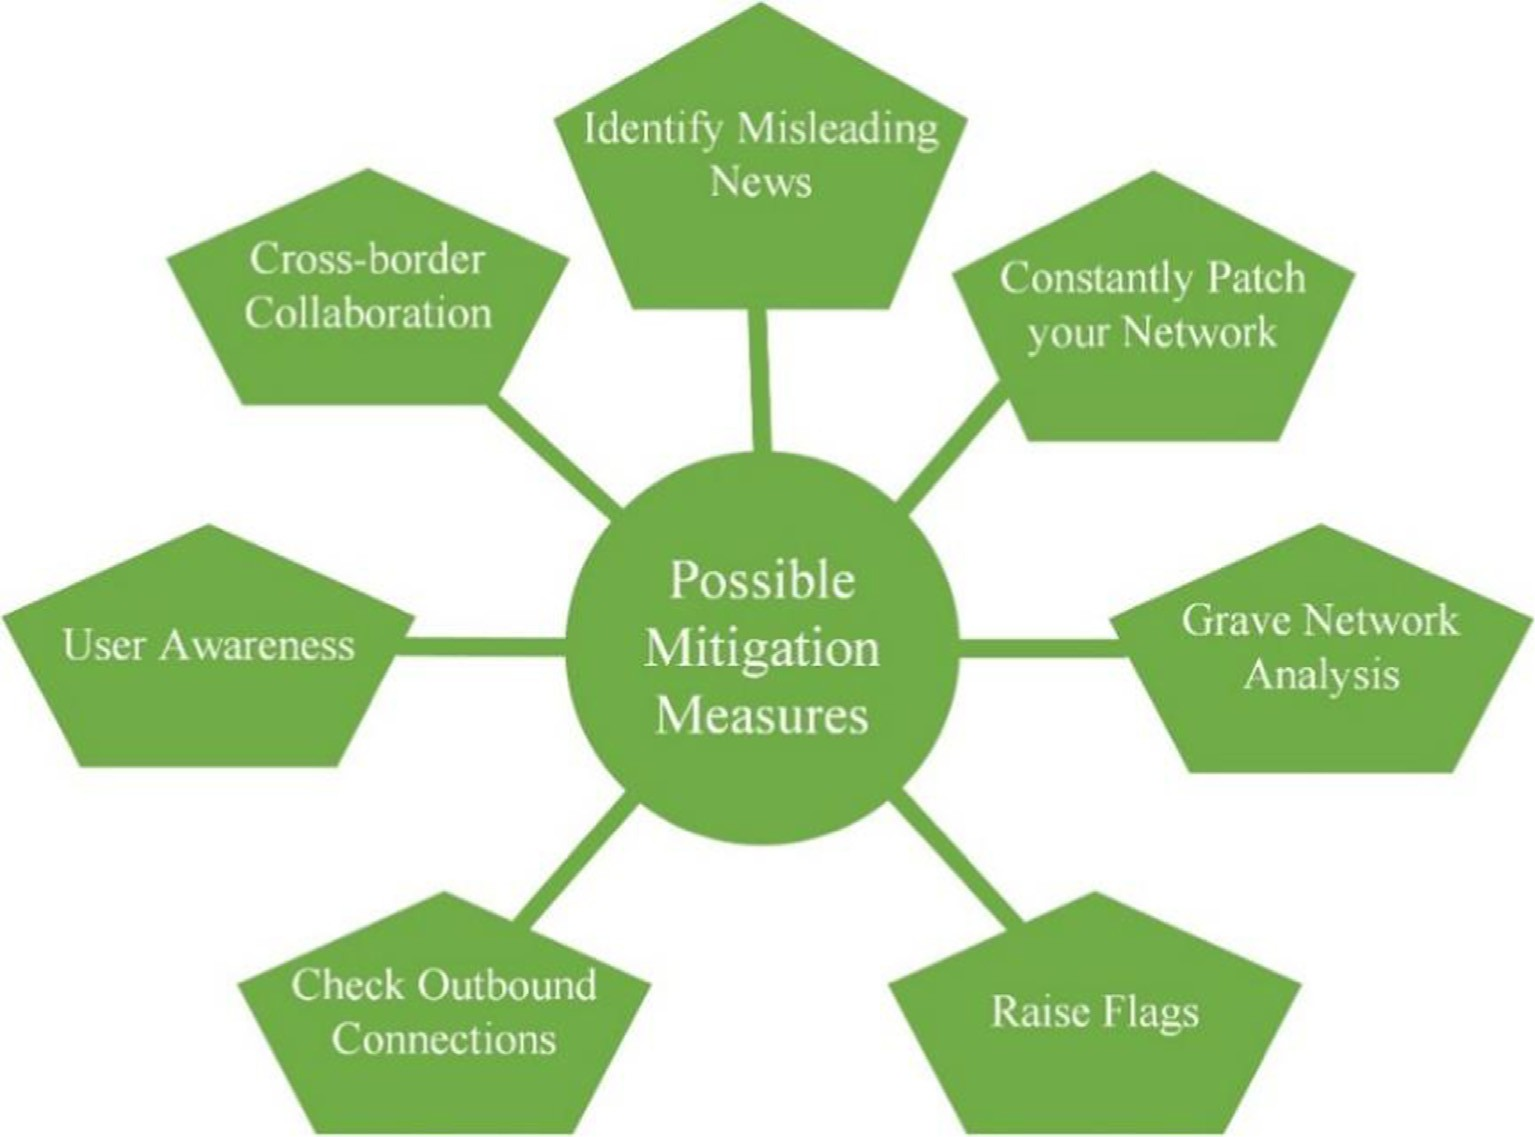 Identify Misleading
News
Cross-border
Collaboration
Constantly Patch
your Network
Possible
Mitigation
Measures
User Awareness
Grave Network
Analysis
Check Outbound
Connections
Raise Flags